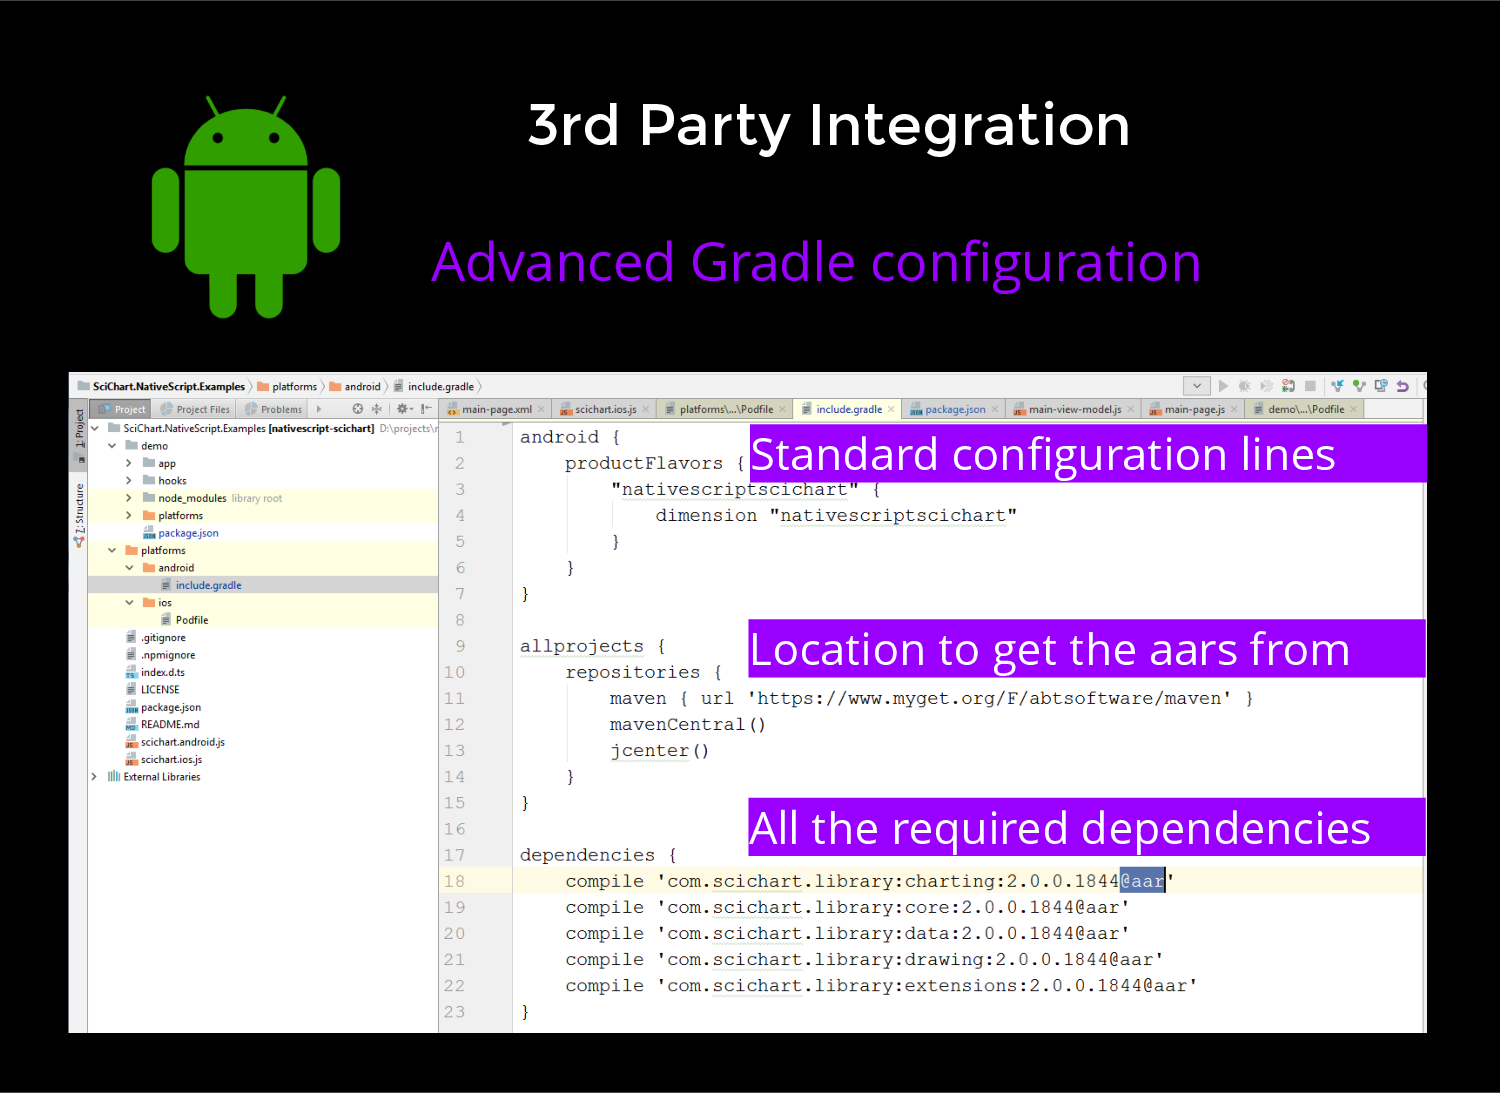 3rd Party Integration
Advanced Gradle configuration
SciChart.NativeScript.Examples platforms android include.gradle
1: Project
7: Structure
Project Project Files Problems
main-page.xml scichart.ios.js platforms\...\Podfile include.gradle package.json main-view-model.js main-page.js demo\...\Podfile
SciChart.NativeScript.Examples [nativescript-scichart] D:\projects\
demo
app
hooks
node_modules library root
platforms
package.json
platforms
android
include.gradle
ios
Podfile
.gitignore
.npmignore
index.d.ts
LICENSE
package.json
README.md
scichart.android.js
scichart.ios.js
External Libraries
1 android {
Standard configuration lines
2 productFlavors {
3 "nativescriptscichart" {
4 dimension "nativescriptscichart"
5 }
6 }
7 }
8
Location to get the aars from
9 allprojects {
10 repositories {
11 maven { url 'https://www.myget.org/F/abtsoftware/maven' }
12 mavenCentral()
13 jcenter()
14 }
15 }
16
All the required dependencies
17 dependencies {
18 compile 'com.scichart.library:charting:2.0.0.1844@aar'
19 compile 'com.scichart.library:core:2.0.0.1844@aar'
20 compile 'com.scichart.library:data:2.0.0.1844@aar'
21 compile 'com.scichart.library:drawing:2.0.0.1844@aar'
22 compile 'com.scichart.library:extensions:2.0.0.1844@aar'
23 }